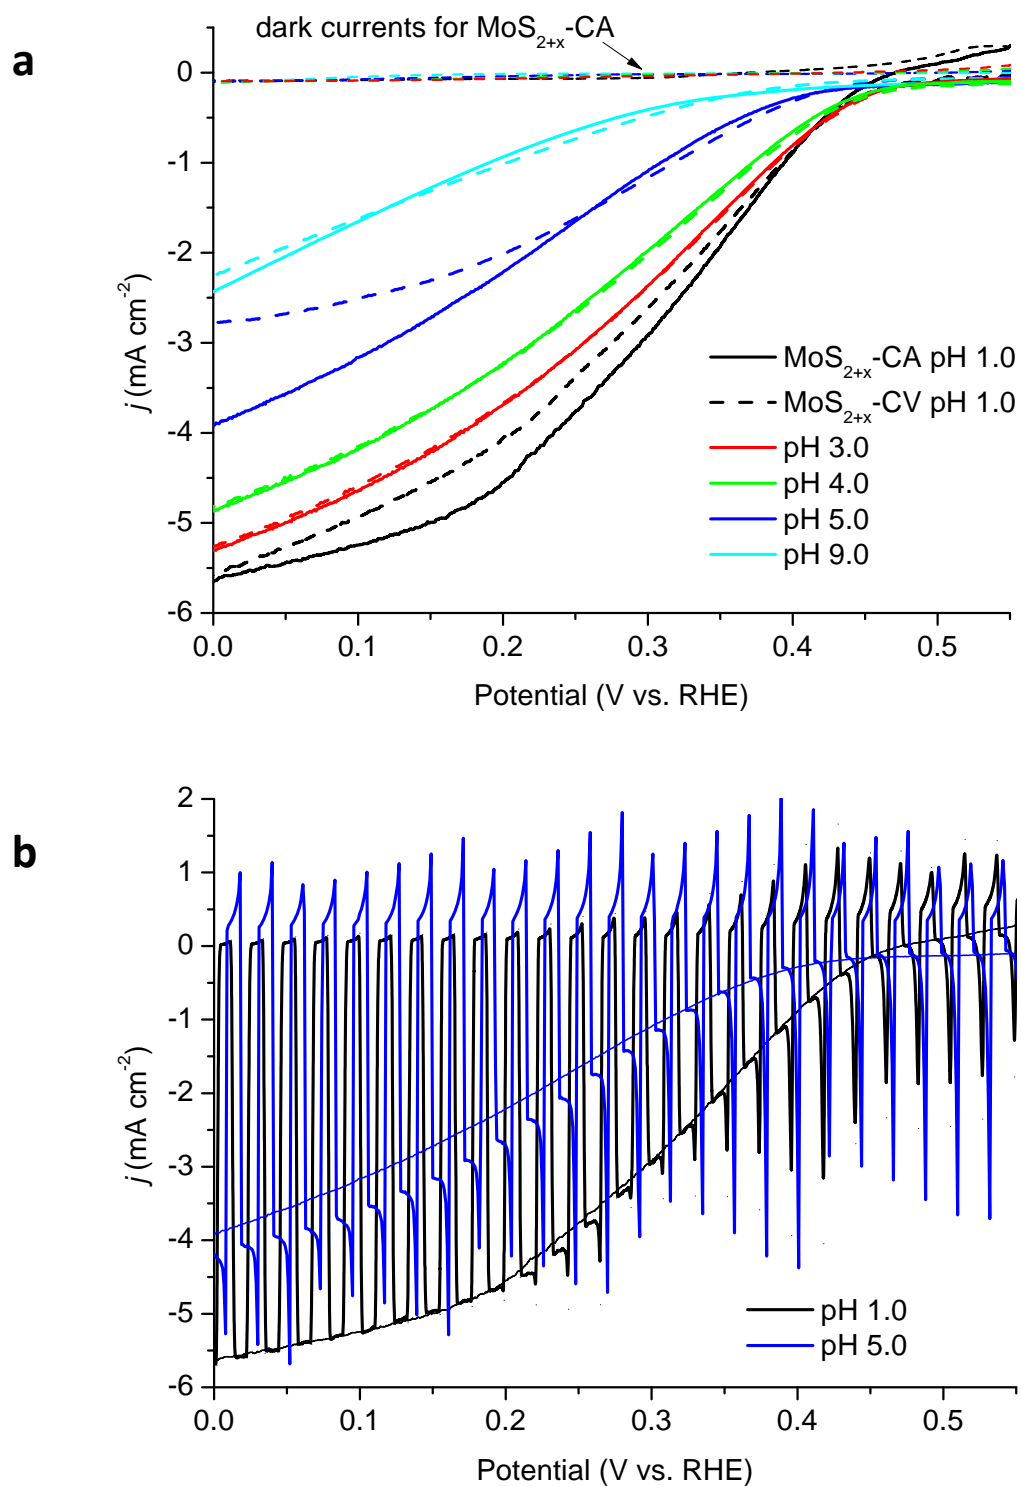 a
dark currents for MoS2+x-CA
0
-1
-2
-3
-4
-5
-6
j (mA cm-2)
MoS2+x-CA pH 1.0
MoS2+x-CV pH 1.0
pH 3.0
pH 4.0
pH 5.0
pH 9.0
0.0 0.1 0.2 0.3 0.4 0.5
Potential (V vs. RHE)
b
2
1
0
-1
-2
-3
-4
-5
-6
j (mA cm-2)
pH 1.0
pH 5.0
0.0 0.1 0.2 0.3 0.4 0.5
Potential (V vs. RHE)